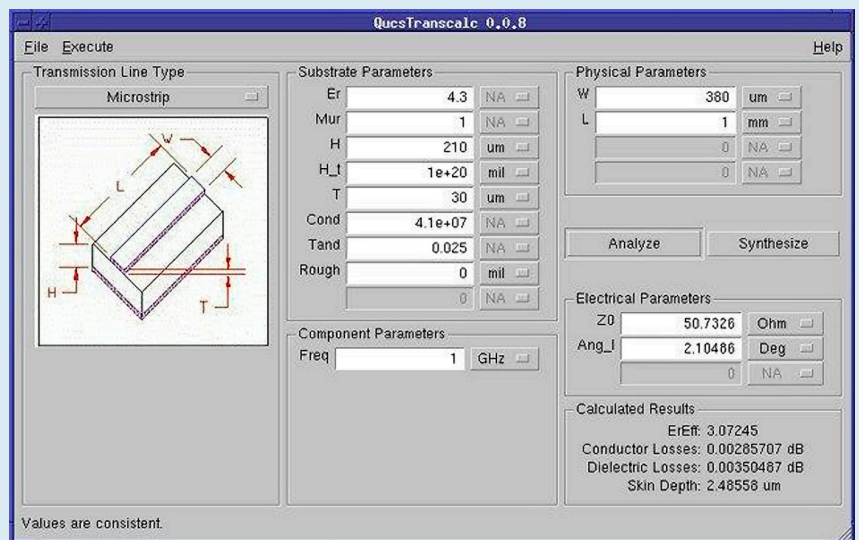 QucsTranscalc 0.0.8
File Execute Help
Transmission Line Type
Microstrip
W
L
H
T
Substrate Parameters
Er 4.3 NA
Mur 1 NA
H 210 um
H_t 1e+20 mil
T 30 um
Cond 4.1e+07 NA
Tand 0.025 NA
Rough 0 mil
0 NA
Component Parameters
Freq 1 GHz
Physical Parameters
W 380 um
L 1 mm
0 NA
0 NA
Analyze Synthesize
Electrical Parameters
Z0 50.7326 Ohm
Ang_l 2.10486 Deg
0 NA
Calculated Results
ErEff: 3.07245
Conductor Losses: 0.00285707 dB
Dielectric Losses: 0.00350487 dB
Skin Depth: 2.48558 um
Values are consistent.